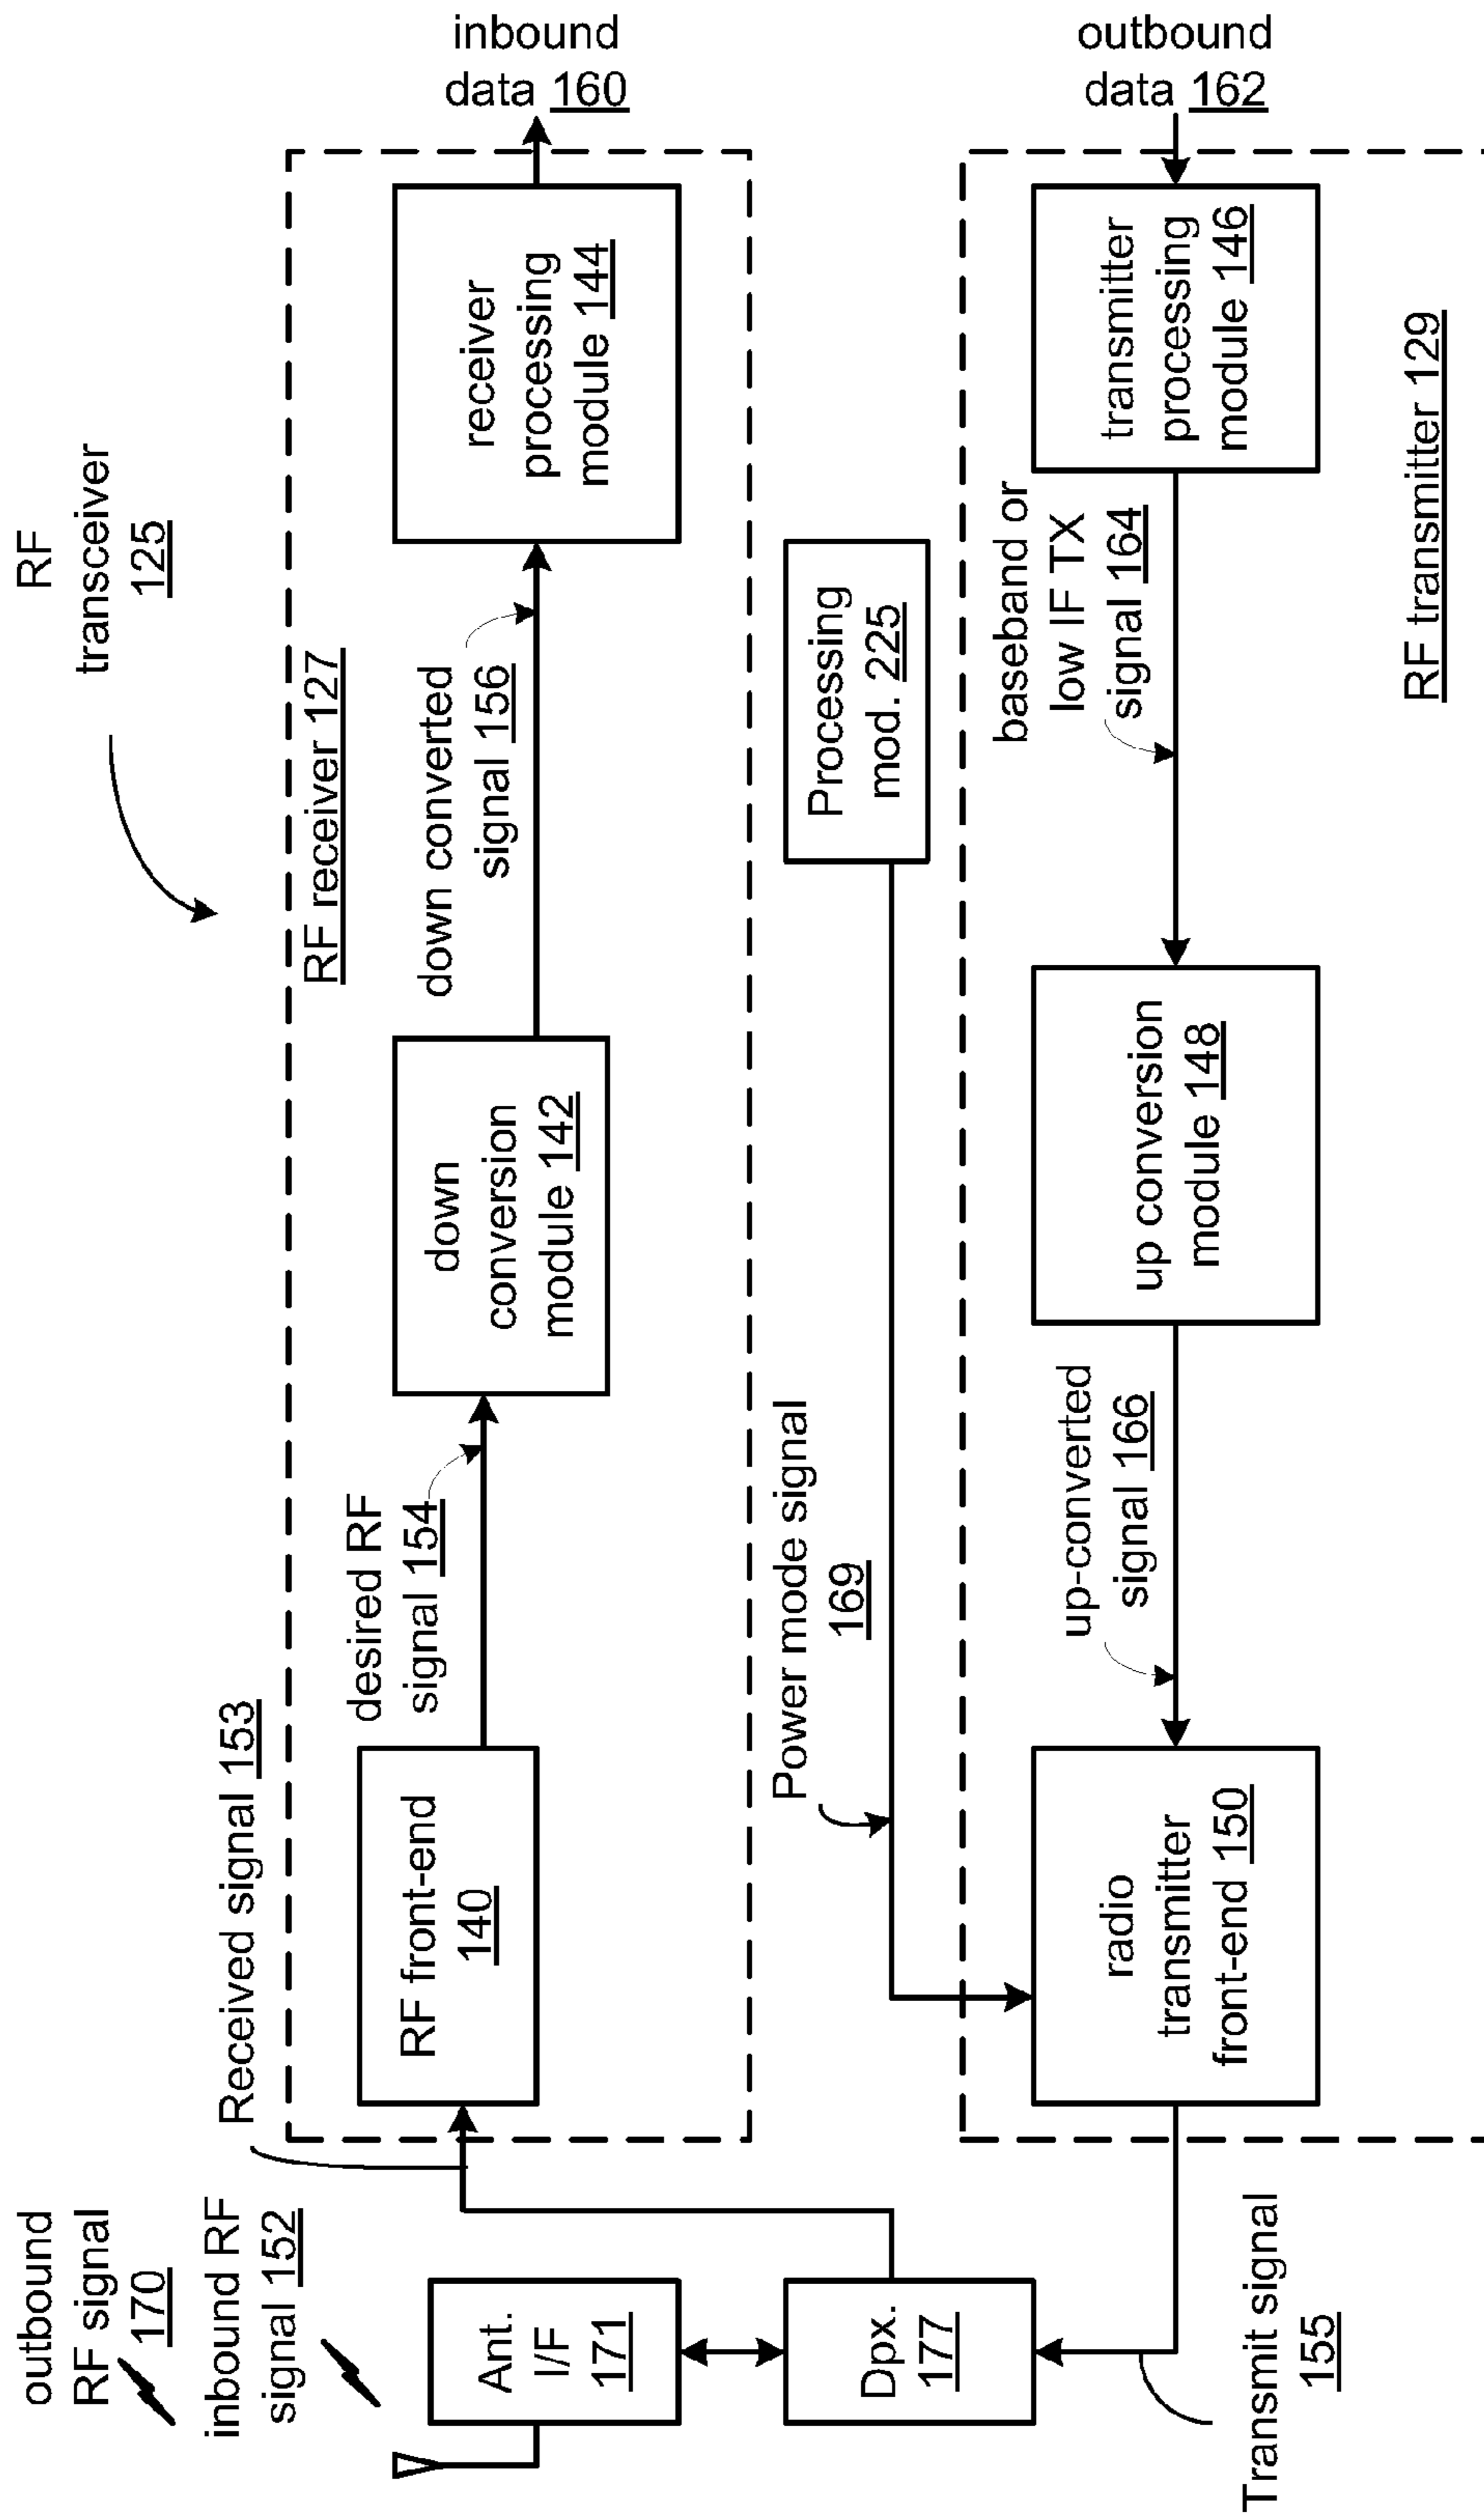 RF
transceiver
125
outbound
RF signal
170
inbound RF
signal 152
Received signal 153
RF receiver 127
desired RF
signal 154
down converted
signal 156
inbound
data 160
RF front-end
140
down
conversion
module 142
receiver
processing
module 144
Ant.
I/F
171
Dpx.
177
Power mode signal
169
Processing
mod. 225
baseband or
low IF TX
signal 164
up-converted
signal 166
outbound
data 162
radio
transmitter
front-end 150
up conversion
module 148
transmitter
processing
module 146
Transmit signal
155
RF transmitter 129